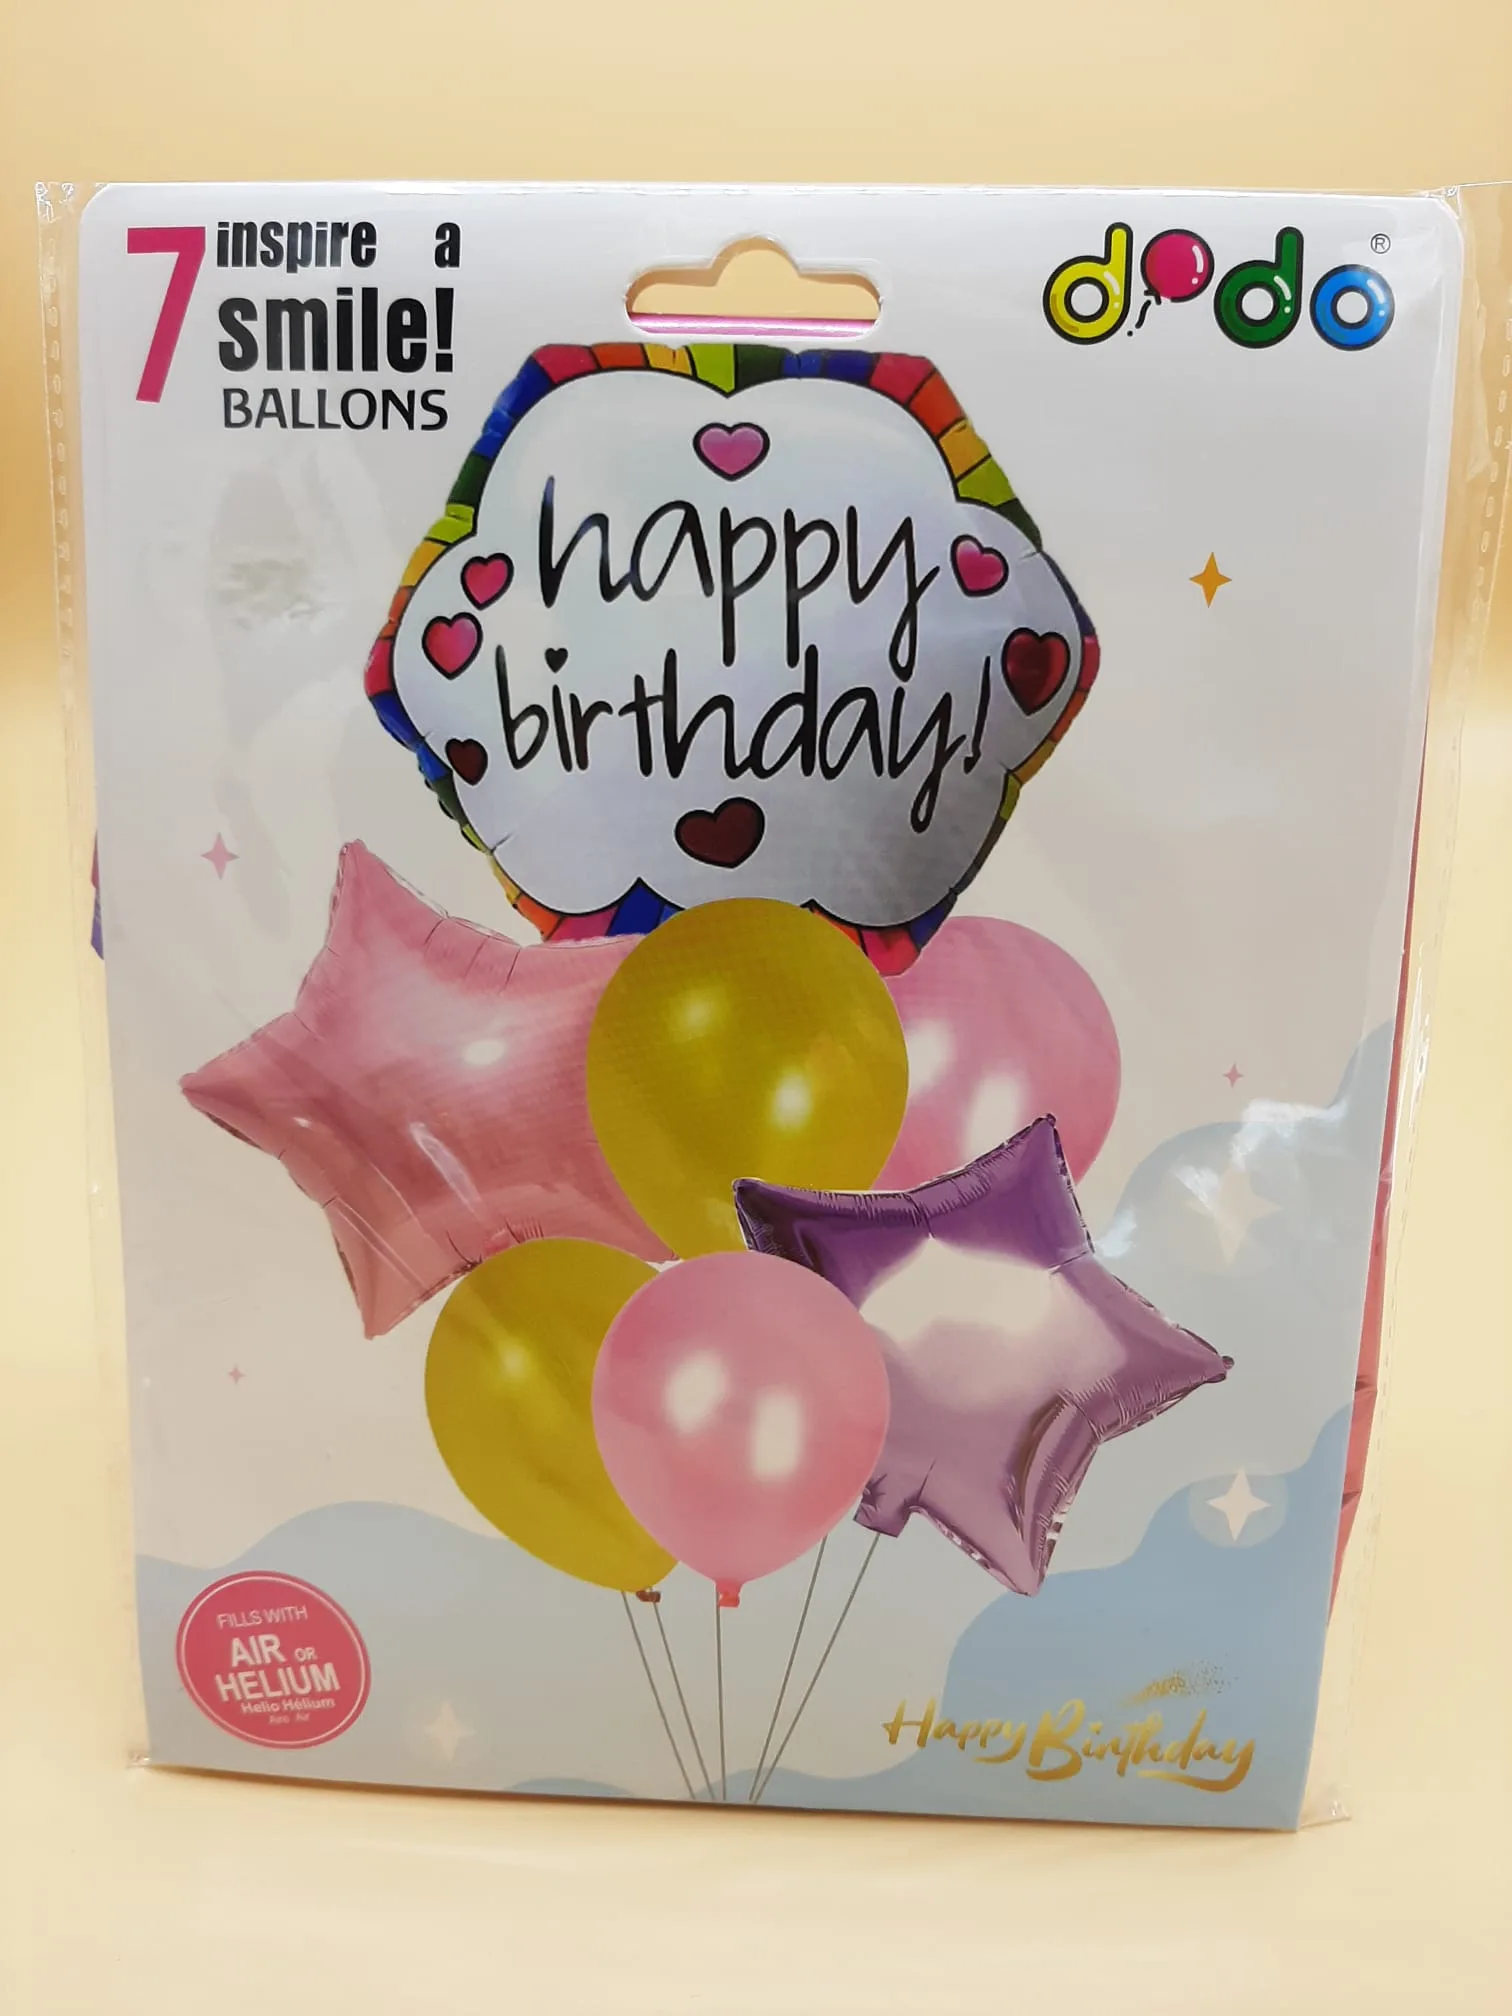 7
inspire a
smile!
BALLONS
dodo ®
happy
birthday!
FILLS WITH
AIR OR
HELIUM
Helio Hélium
Happy Birthday